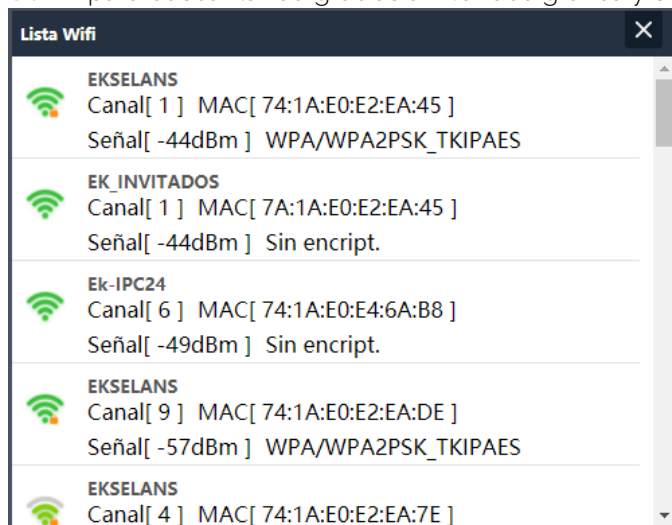 Lista Wifi
EKSELANS
Canal[ 1 ] MAC[ 74:1A:E0:E2:EA:45 ]
Señal[ -44dBm ] WPA/WPA2PSK_TKIPAES
EK_INVITADOS
Canal[ 1 ] MAC[ 7A:1A:E0:E2:EA:45 ]
Señal[ -44dBm ] Sin encript.
Ek-IPC24
Canal[ 6 ] MAC[ 74:1A:E0:E4:6A:B8 ]
Señal[ -49dBm ] Sin encript.
EKSELANS
Canal[ 9 ] MAC[ 74:1A:E0:E2:EA:DE ]
Señal[ -57dBm ] WPA/WPA2PSK_TKIPAES
EKSELANS
Canal[ 4 ] MAC[ 74:1A:E0:E2:EA:7E ]